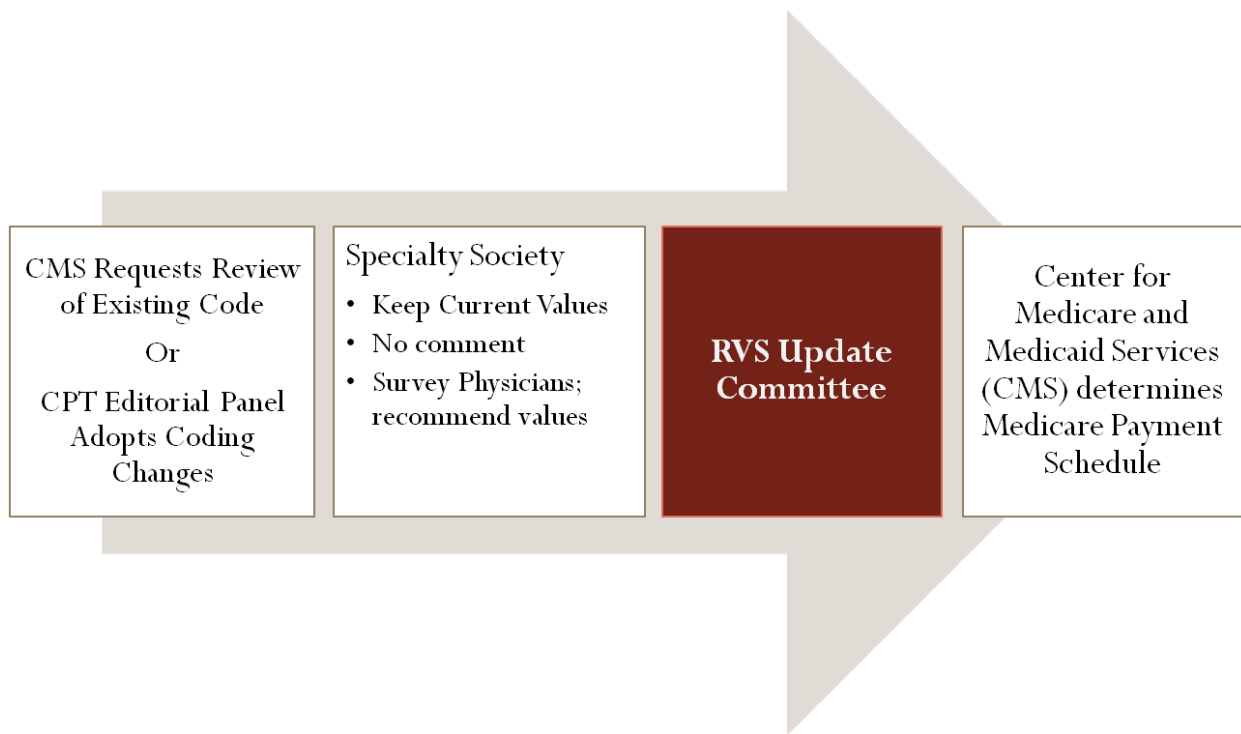 CMS Requests Review
of Existing Code
Or
CPT Editorial Panel
Adopts Coding
Changes
Specialty Society
• Keep Current Values
• No comment
• Survey Physicians;
recommend values
RVS Update
Committee
Center for
Medicare and
Medicaid Services
(CMS) determines
Medicare Payment
Schedule